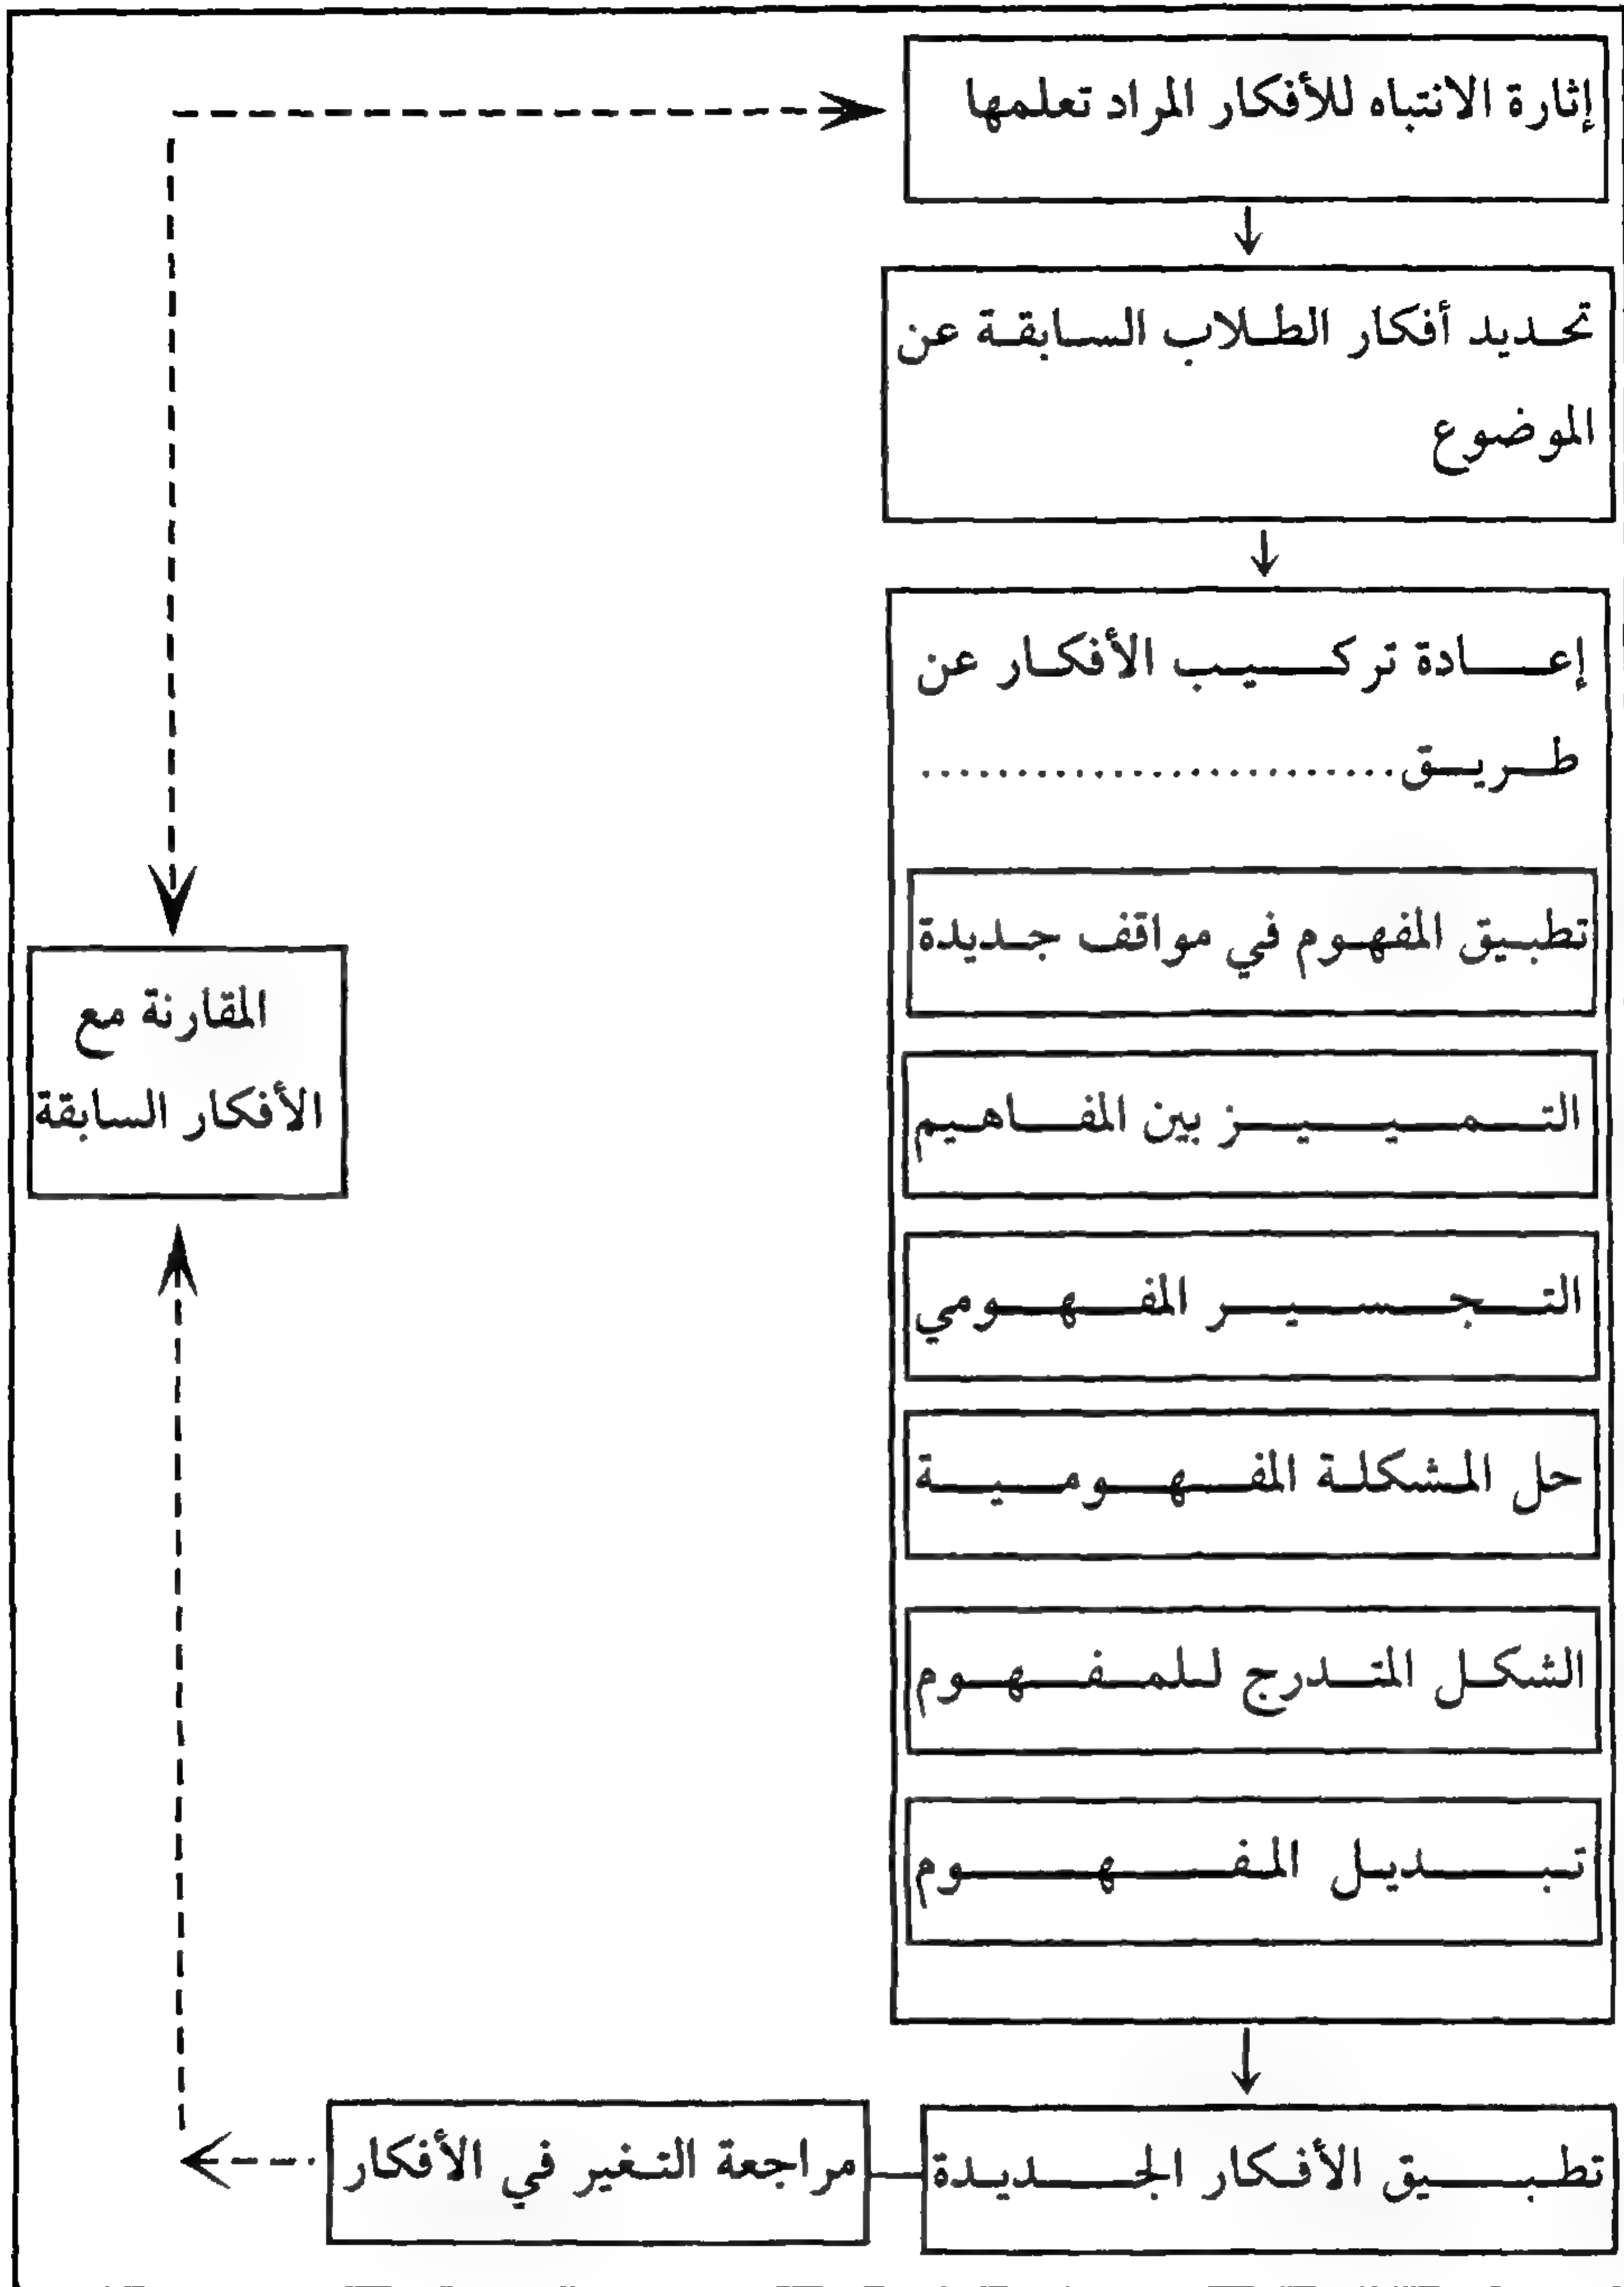 إثارة الانتباه للأفكار المراد تعلمها
تحديد أفكار الطلاب السابقة عن
الموضوع
إعادة تركيب الأفكار عن
طريق.........................
تطبيق المفهوم في مواقف جديدة
التمييز بين المفاهيم
التجسير المفهومي
حل المشكلة المفهومية
الشكل المتدرج للمفهوم
تبديل المفهوم
تطبيق الأفكار الجديدة
مراجعة التغير في الأفكار
المقارنة مع
الأفكار السابقة